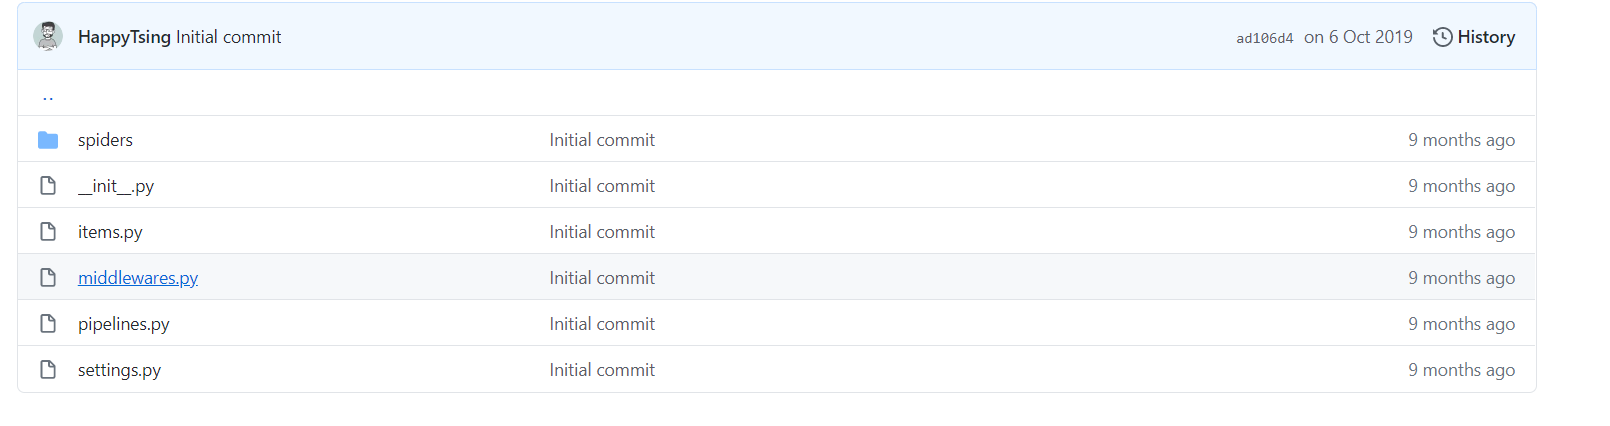 HappyTsing Initial commit ad106d4 on 6 Oct 2019 History
..
spiders Initial commit 9 months ago
__init__.py Initial commit 9 months ago
items.py Initial commit 9 months ago
middlewares.py Initial commit 9 months ago
pipelines.py Initial commit 9 months ago
settings.py Initial commit 9 months ago